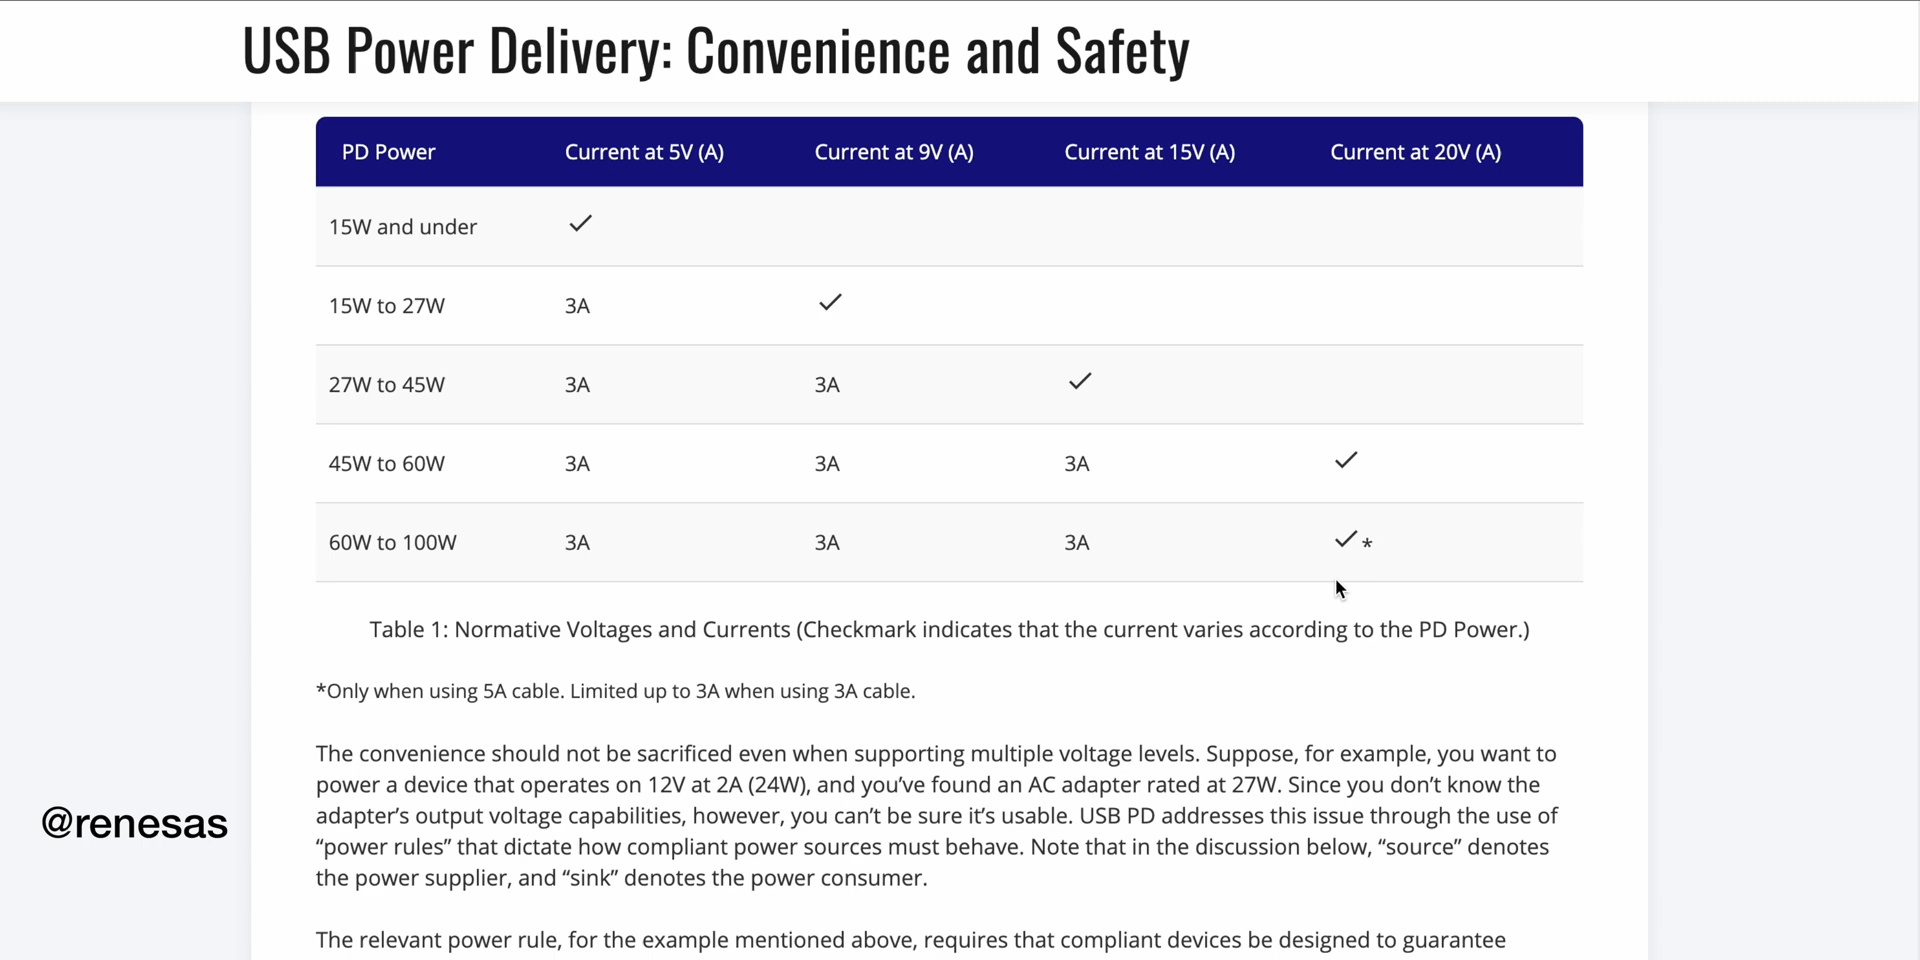 USB Power Delivery: Convenience and Safety
PD Power Current at 5V (A) Current at 9V (A) Current at 15V (A) Current at 20V (A)
15W and under ✓
15W to 27W 3A ✓
27W to 45W 3A 3A ✓
45W to 60W 3A 3A 3A ✓
60W to 100W 3A 3A 3A ✓*
Table 1: Normative Voltages and Currents (Checkmark indicates that the current varies according to the PD Power.)
*Only when using 5A cable. Limited up to 3A when using 3A cable.
The convenience should not be sacrificed even when supporting multiple voltage levels. Suppose, for example, you want to
power a device that operates on 12V at 2A (24W), and you’ve found an AC adapter rated at 27W. Since you don’t know the
adapter’s output voltage capabilities, however, you can’t be sure it’s usable. USB PD addresses this issue through the use of
“power rules” that dictate how compliant power sources must behave. Note that in the discussion below, “source” denotes
the power supplier, and “sink” denotes the power consumer.
The relevant power rule, for the example mentioned above, requires that compliant devices be designed to guarantee
@renesas